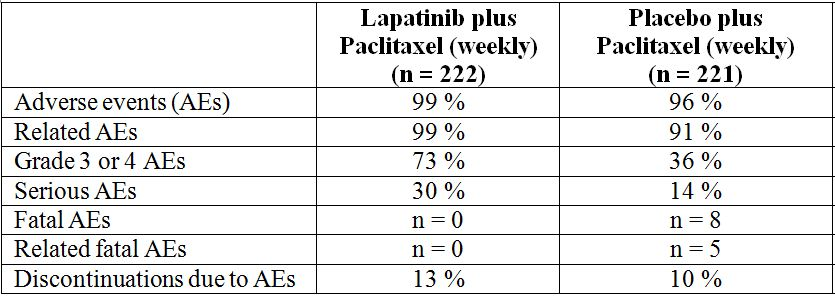 Lapatinib plus Paclitaxel (weekly) (n = 222) Placebo plus Paclitaxel (weekly) (n = 221)
Adverse events (AEs) 99 % 96 %
Related AEs 99 % 91 %
Grade 3 or 4 AEs 73 % 36 %
Serious AEs 30 % 14 %
Fatal AEs n = 0 n = 8
Related fatal AEs n = 0 n = 5
Discontinuations due to AEs 13 % 10 %